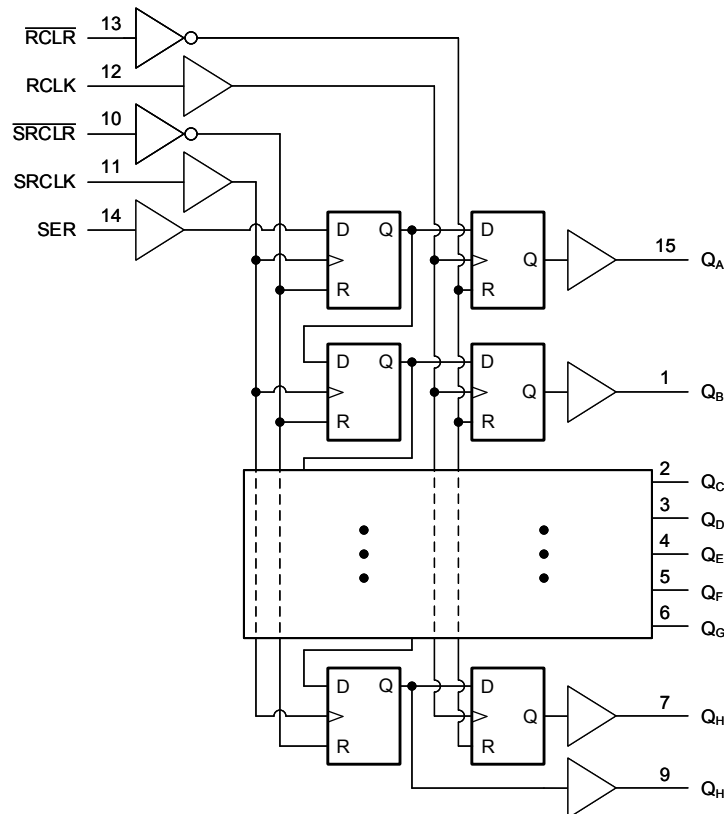 RCLR 13
RCLK 12
SRCLR 10
SRCLK 11
SER 14
D Q D Q 15 QA
R R
D Q D Q 1 QB
R R
2 QC
3 QD
4 QE
5 QF
6 QG
D Q D Q 7 QH
R R
9 QH